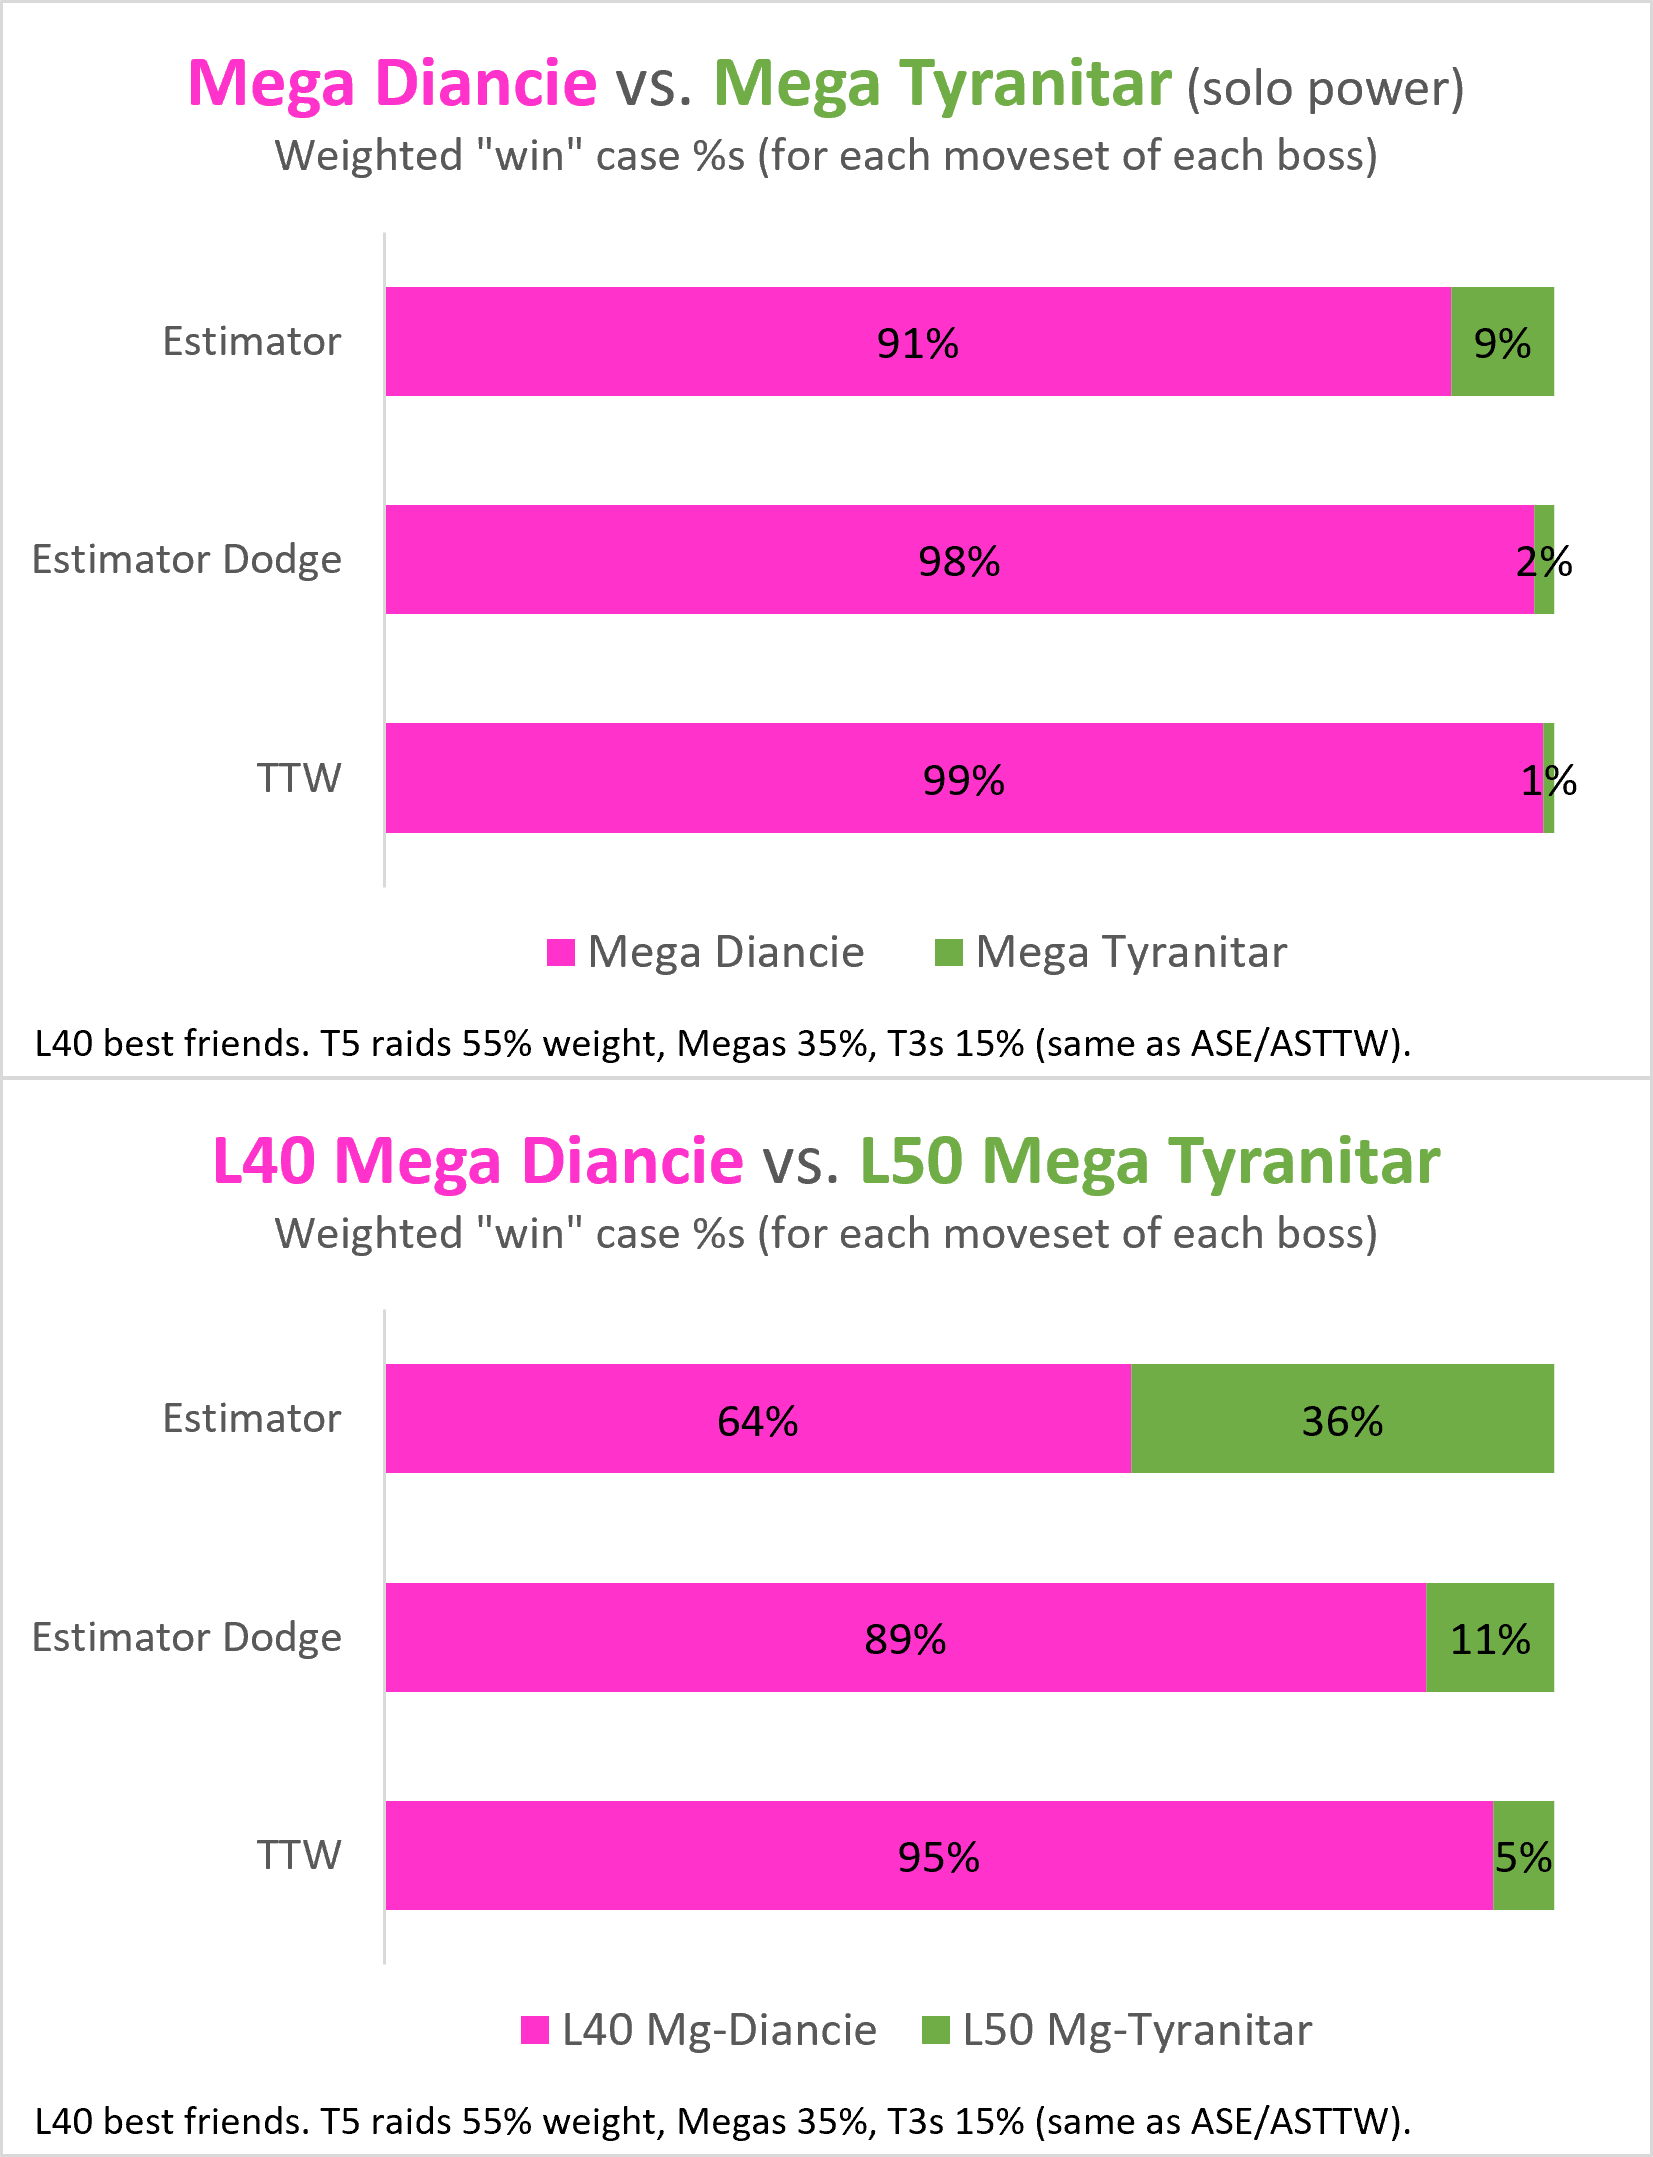 Mega Diancie vs. Mega Tyranitar (solo power)
Weighted "win" case %s (for each moveset of each boss)
Estimator
91%
9%
Estimator Dodge
98%
2%
TTW
99%
1%
Mega Diancie
Mega Tyranitar
L40 best friends. T5 raids 55% weight, Megas 35%, T3s 15% (same as ASE/ASTTW).
L40 Mega Diancie vs. L50 Mega Tyranitar
Weighted "win" case %s (for each moveset of each boss)
Estimator
64%
36%
Estimator Dodge
89%
11%
TTW
95%
5%
L40 Mg-Diancie
L50 Mg-Tyranitar
L40 best friends. T5 raids 55% weight, Megas 35%, T3s 15% (same as ASE/ASTTW).